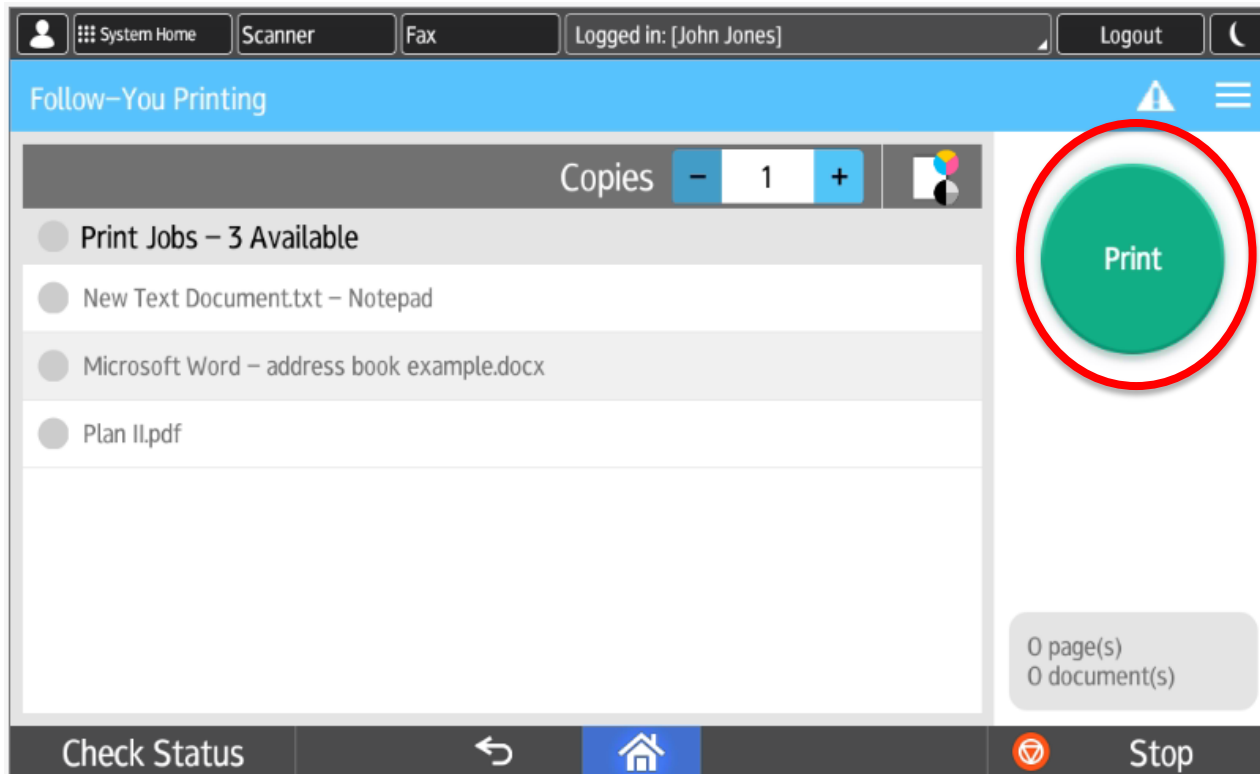 System Home Scanner Fax Logged in: [John Jones] Logout
Follow-You Printing
Copies - 1 +
Print Jobs – 3 Available
Print
New Text Document.txt – Notepad
Microsoft Word – address book example.docx
Plan II.pdf
0 page(s)
0 document(s)
Check Status Stop